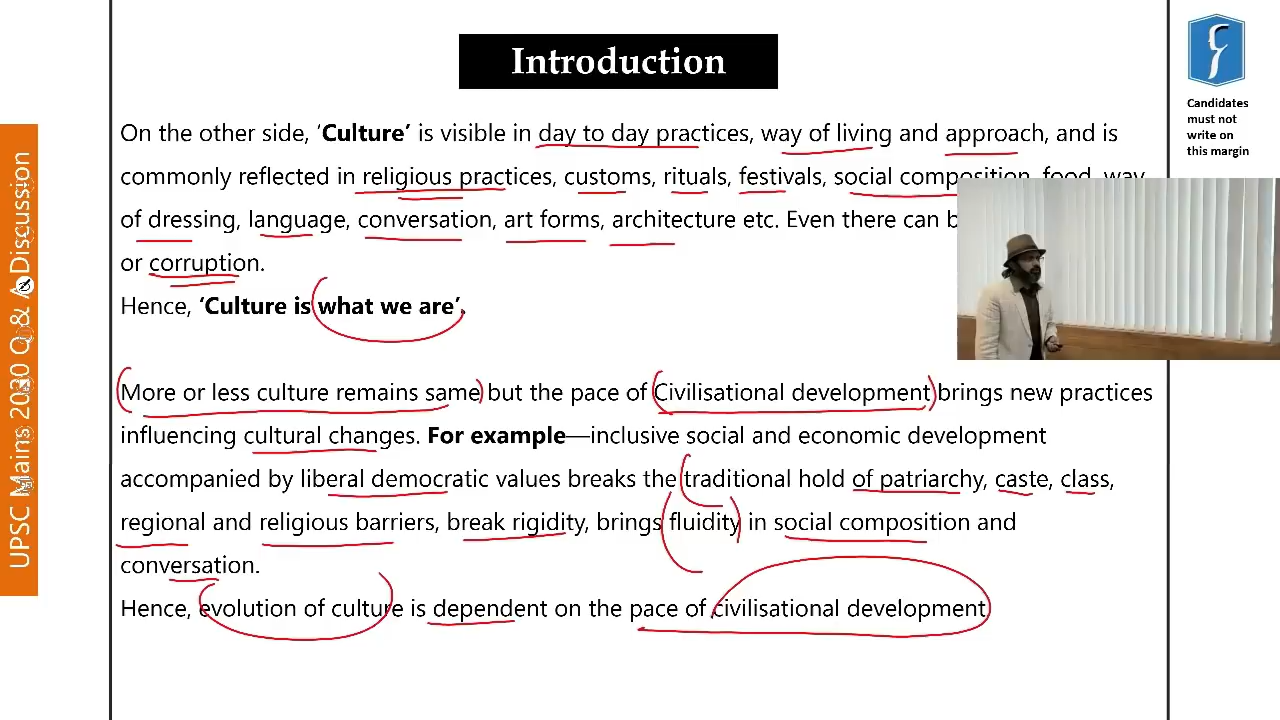 Introduction
On the other side, ‘Culture’ is visible in day to day practices, way of living and approach, and is
commonly reflected in religious practices, customs, rituals, festivals, social composition, food, way
of dressing, language, conversation, art forms, architecture etc. Even there can b
or corruption.
Hence, ‘Culture is what we are’.
More or less culture remains same but the pace of Civilisational development brings new practices
influencing cultural changes. For example—inclusive social and economic development
accompanied by liberal democratic values breaks the traditional hold of patriarchy, caste, class,
regional and religious barriers, break rigidity, brings fluidity in social composition and
conversation.
Hence, evolution of culture is dependent on the pace of civilisational development.
Candidates
must not
write on
this margin
UPSC Mains 2020 Q & A Discussion